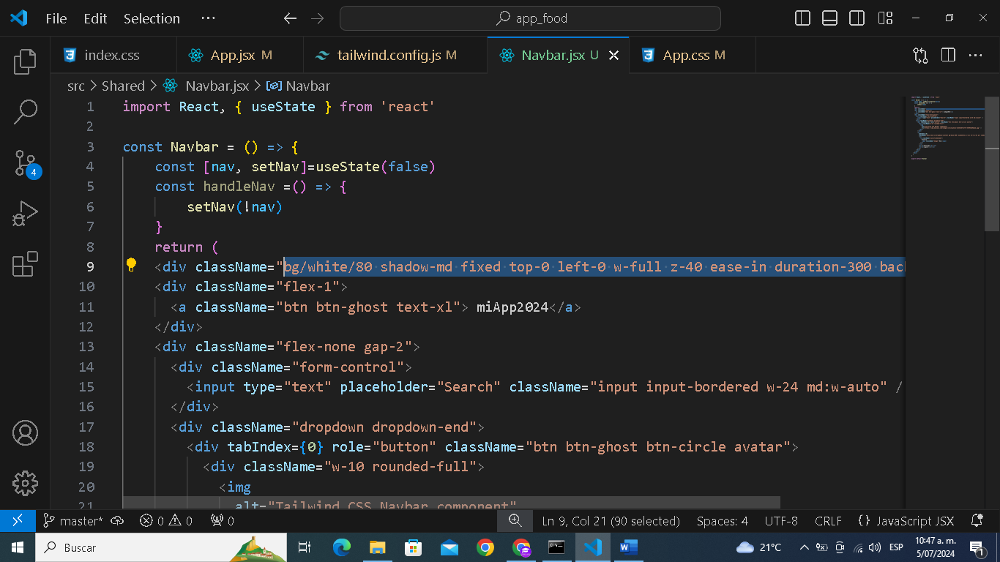 File Edit Selection ··· app_food
index.css App.jsx M tailwind.config.js M Navbar.jsx U App.css M
src > Shared > Navbar.jsx > Navbar
1 import React, { useState } from 'react'
2
3 const Navbar = () => {
4 const [nav, setNav]=useState(false)
5 const handleNav =() => {
6 setNav(!nav)
7 }
8 return (
9 <div className="bg/white/80 shadow-md fixed top-0 left-0 w-full z-40 ease-in duration-300 bac
10 <div className="flex-1">
11 <a className="btn btn-ghost text-xl"> miApp2024</a>
12 </div>
13 <div className="flex-none gap-2">
14 <div className="form-control">
15 <input type="text" placeholder="Search" className="input input-bordered w-24 md:w-auto" /
16 </div>
17 <div className="dropdown dropdown-end">
18 <div tabIndex={0} role="button" className="btn btn-ghost btn-circle avatar">
19 <div className="w-10 rounded-full">
20 <img
21 alt="Tailwind CSS Navbar component"
4
master* 0 0 0 Ln 9, Col 21 (90 selected) Spaces: 4 UTF-8 CRLF {} JavaScript JSX
Buscar 21°C ESP 10:47 a. m.
5/07/2024 1